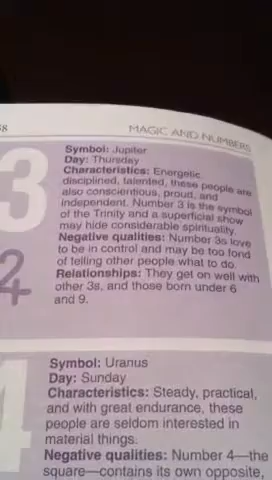 MAGIC AND NUMBERS
3
Symbol: Jupiter
Day: Thursday
Characteristics: Energetic,
disciplined, talented, these people are
also conscientious, proud, and
independent. Number 3 is the symbol
of the Trinity and a superficial show
may hide considerable spirituality.
Negative qualities: Number 3s love
to be in control and may be too fond
of telling other people what to do.
Relationships: They get on well with
other 3s, and those born under 6
and 9.
4
Symbol: Uranus
Day: Sunday
Characteristics: Steady, practical,
and with great endurance, these
people are seldom interested in
material things.
Negative qualities: Number 4—the
square—contains its own opposite,